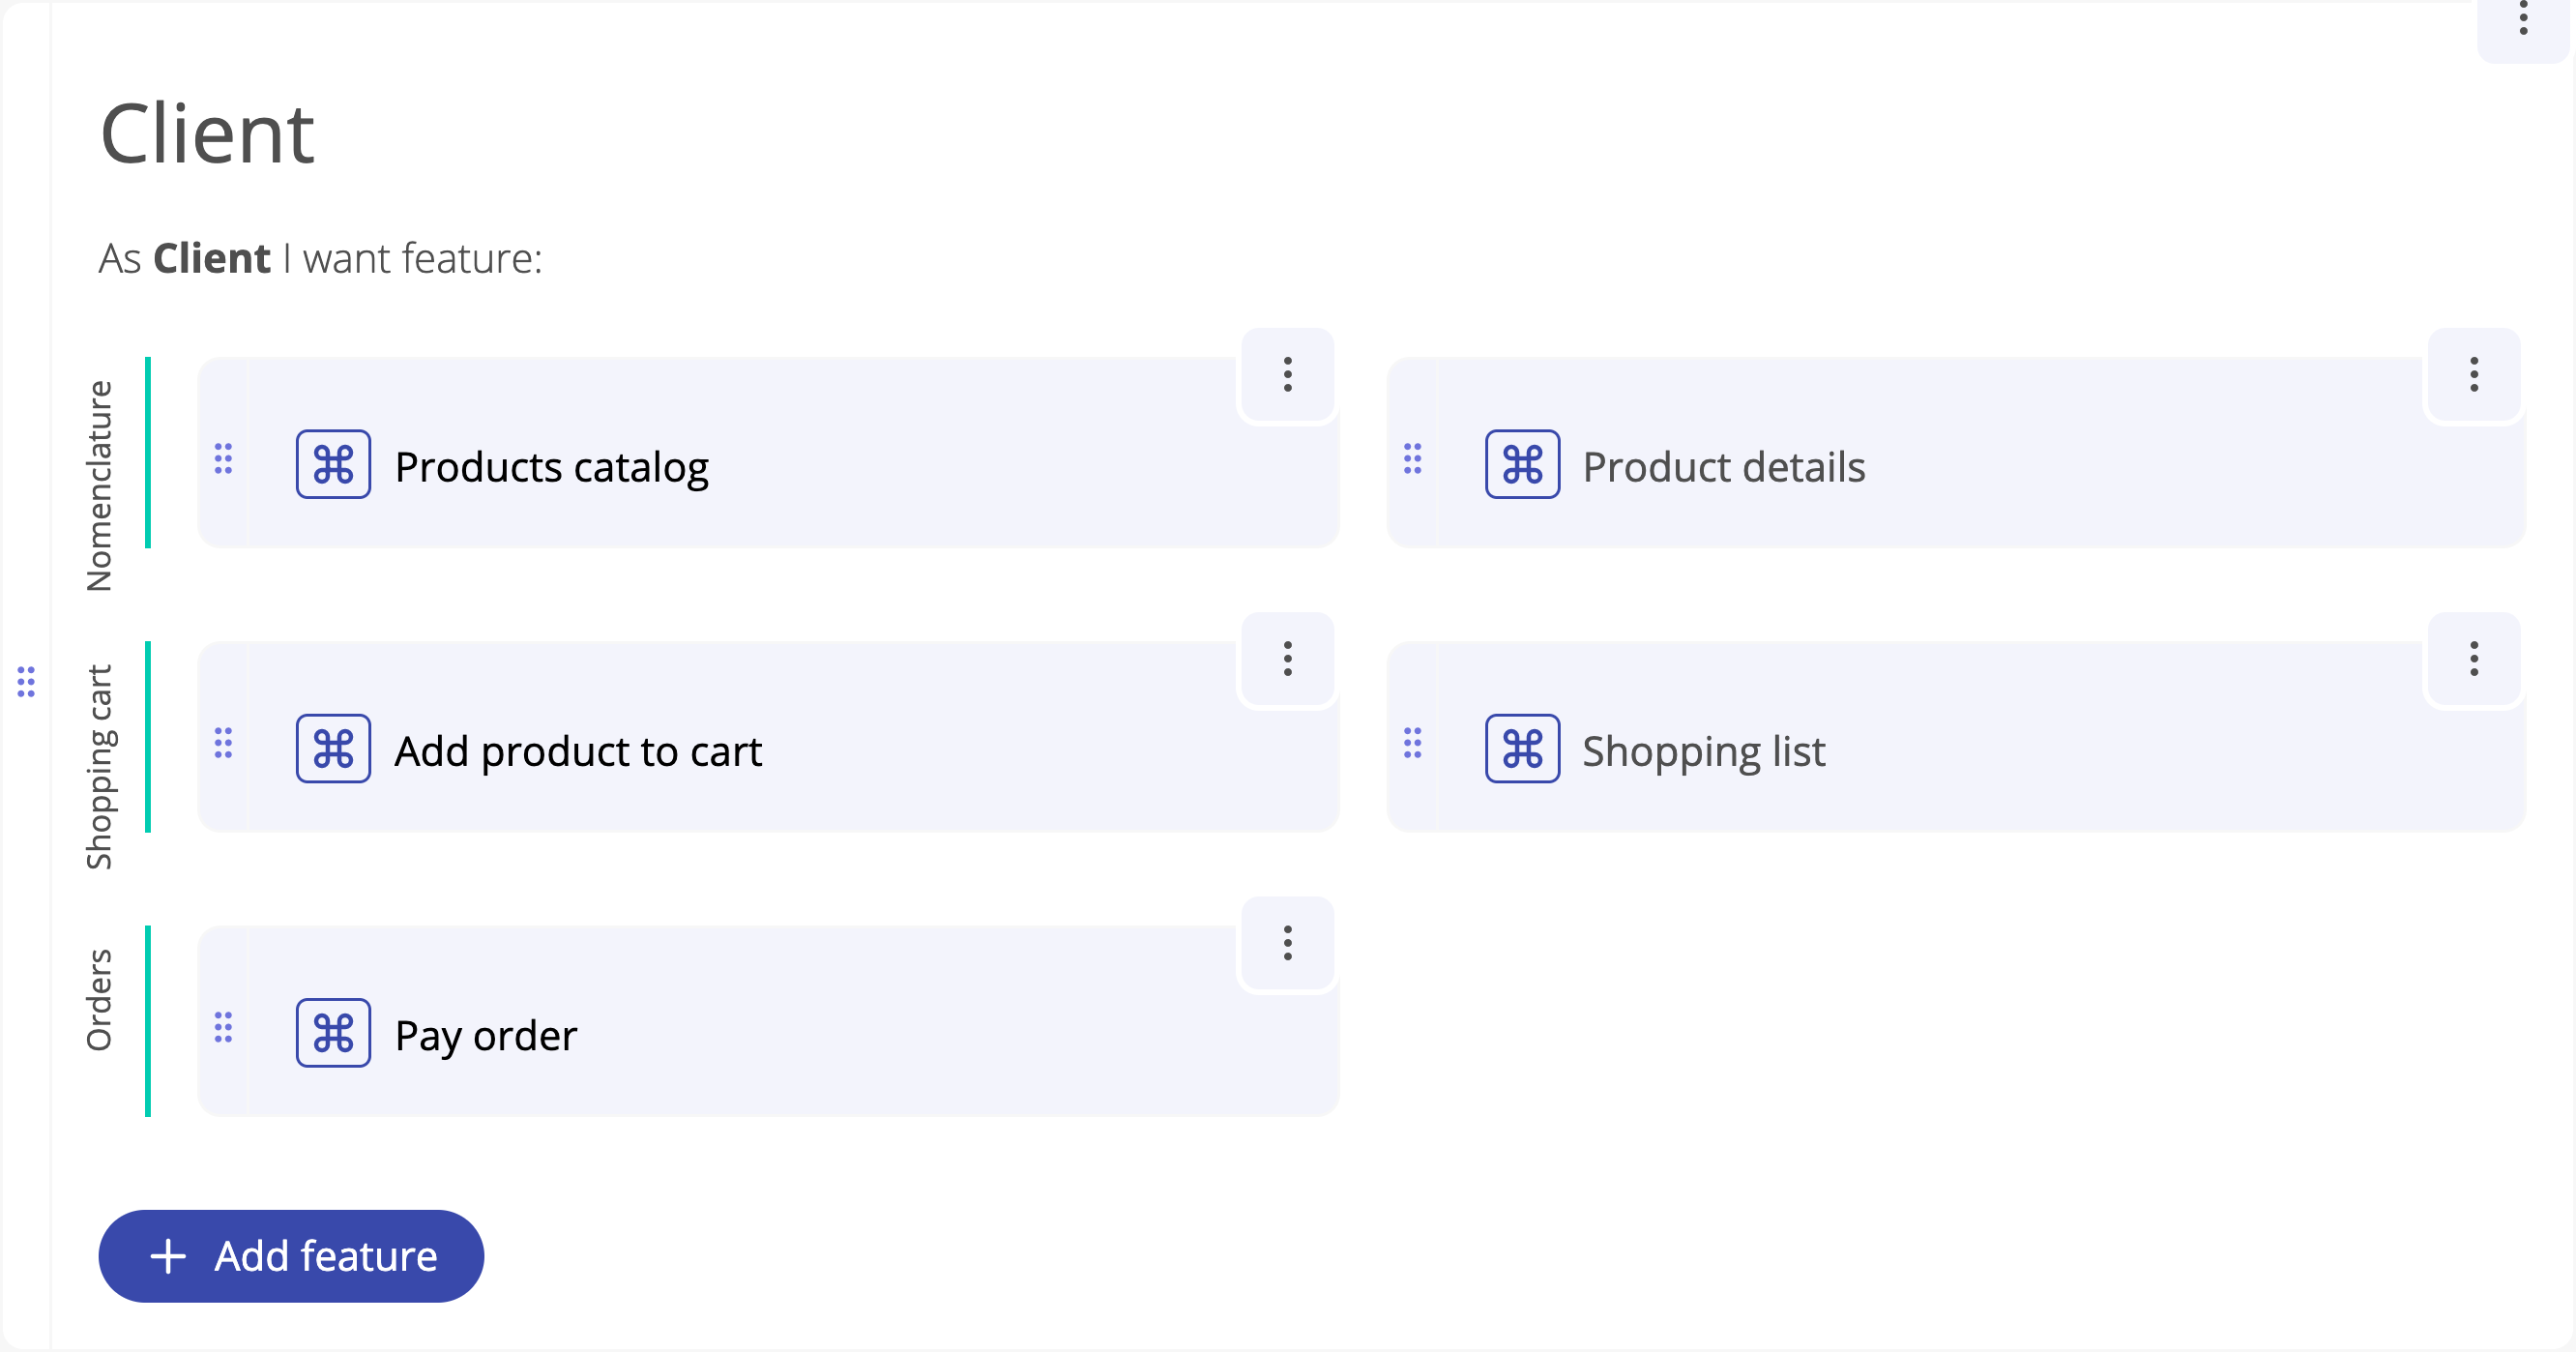 Client
As Client I want feature:
Nomenclature
Products catalog
Product details
Shopping cart
Add product to cart
Shopping list
Orders
Pay order
Add feature